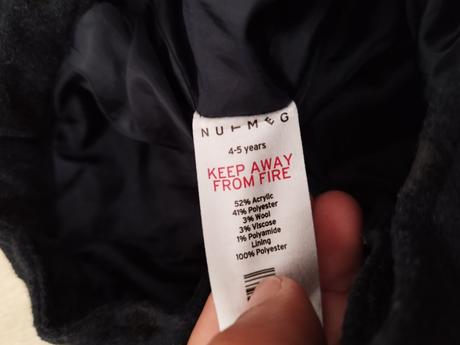 NUTMEG
4-5 years
KEEP AWAY
FROM FIRE
52% Acrylic
41% Polyester
3% Wool
3% Viscose
1% Polyamide
Lining
100% Polyester